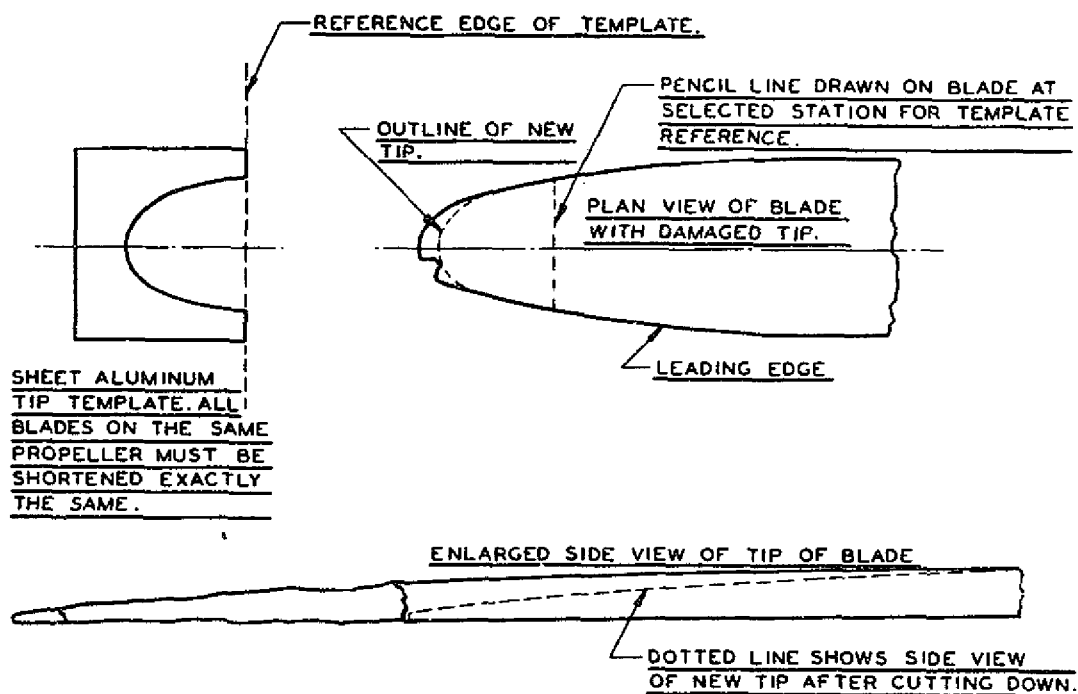 REFERENCE EDGE OF TEMPLATE.
PENCIL LINE DRAWN ON BLADE AT
SELECTED STATION FOR TEMPLATE
REFERENCE.
OUTLINE OF NEW
TIP.
PLAN VIEW OF BLADE
WITH DAMAGED TIP.
LEADING EDGE
SHEET ALUMINUM
TIP TEMPLATE. ALL
BLADES ON THE SAME
PROPELLER MUST BE
SHORTENED EXACTLY
THE SAME.
ENLARGED SIDE VIEW OF TIP OF BLADE
DOTTED LINE SHOWS SIDE VIEW
OF NEW TIP AFTER CUTTING DOWN.